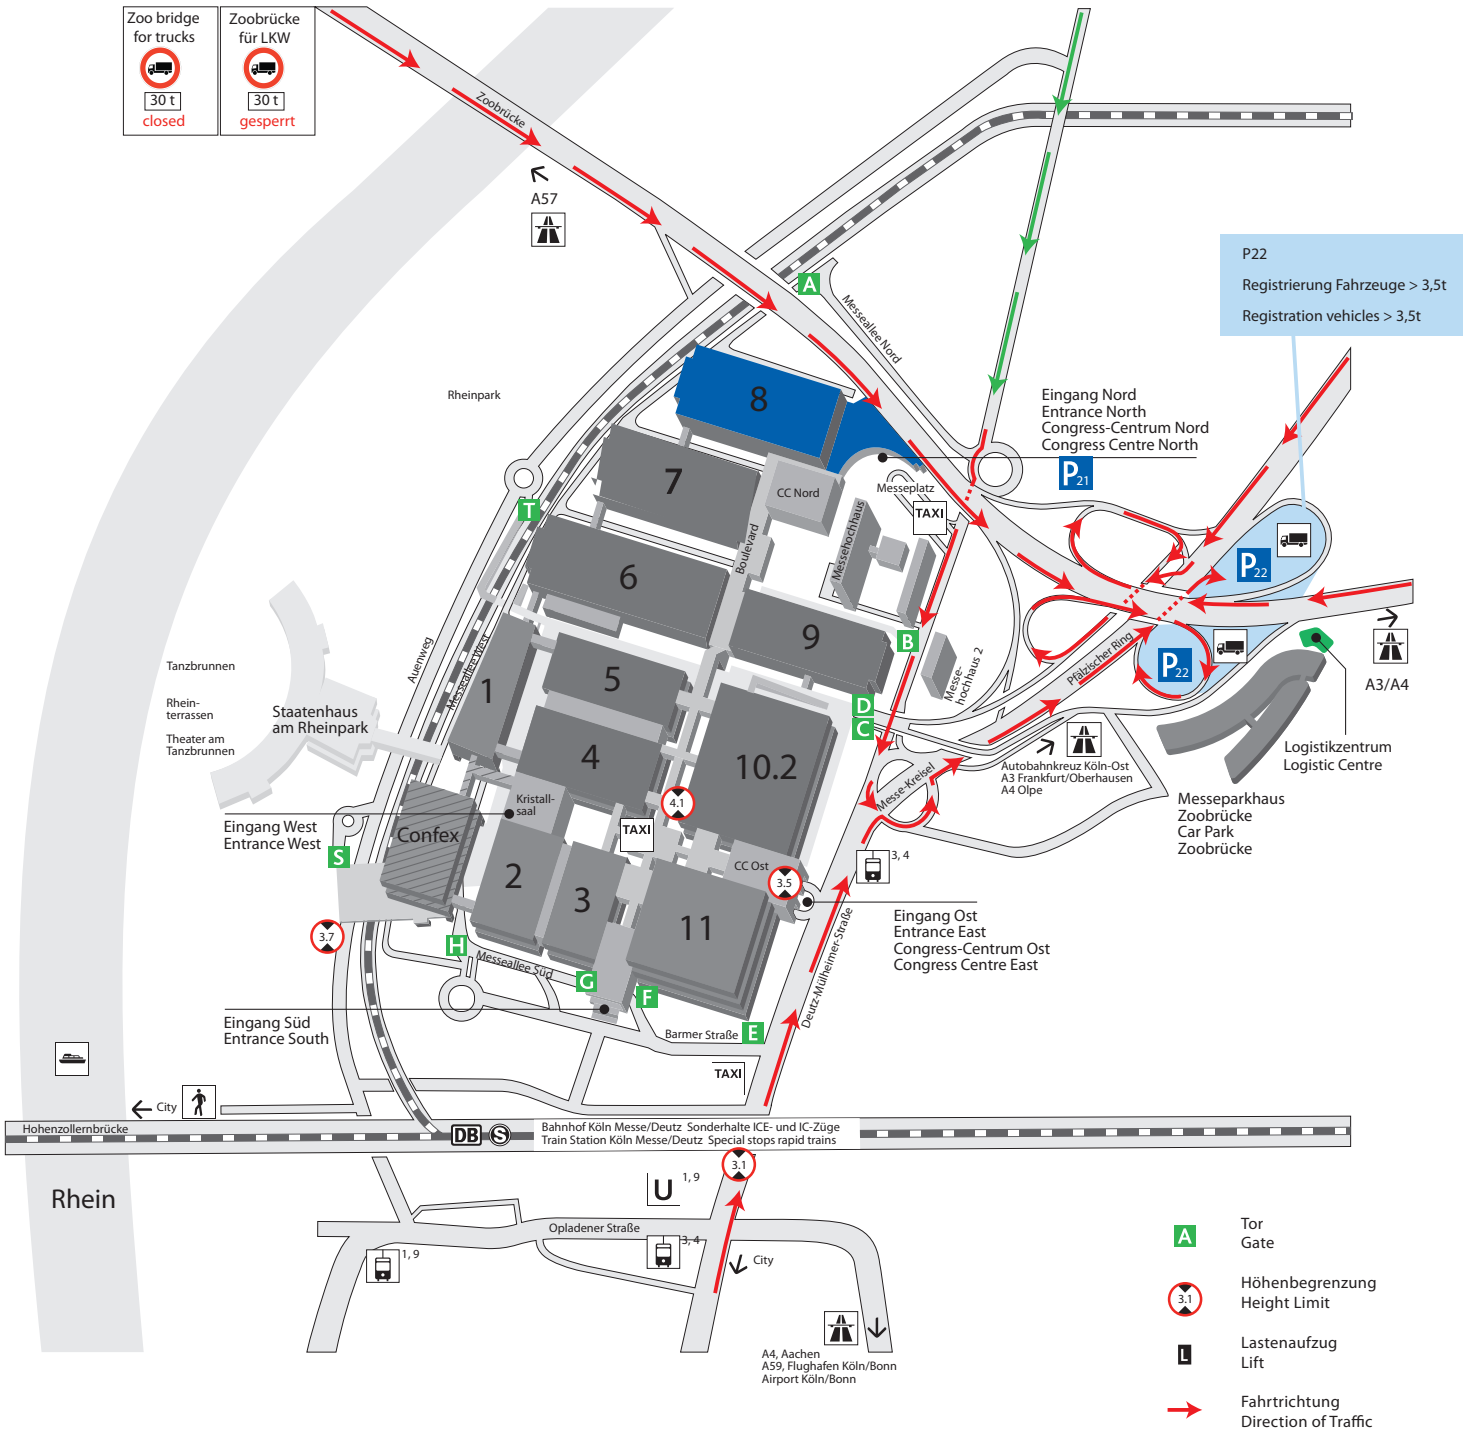 Zoo bridge
for trucks
30 t
closed
Zoobrücke
für LKW
30 t
gesperrt
Zoobrücke
A57
A
Messeallee Nord
P22
Registrierung Fahrzeuge > 3,5t
Registration vehicles > 3,5t
Rheinpark
8
Eingang Nord
Entrance North
Congress-Centrum Nord
Congress Centre North
P21
7
CC Nord
Messeplatz
TAXI
T
Boulevard
Messehochhaus
6
P22
9
B
Messe-
hochhaus 2
Pfälzischer Ring
P22
A3/A4
Auenweg
Messeallee West
Tanzbrunnen
Rhein-
terrassen
Theater am
Tanzbrunnen
Staatenhaus
am Rheinpark
1
5
D
C
4
10.2
Autobahnkreuz Köln-Ost
A3 Frankfurt/Oberhausen
A4 Olpe
Logistikzentrum
Logistic Centre
Messe-Kreisel
Messeparkhaus
Zoobrücke
Car Park
Zoobrücke
Kristall-
saal
4.1
TAXI
Eingang West
Entrance West
Confex
S
2
3
CC Ost
3.5
3, 4
11
Eingang Ost
Entrance East
Congress-Centrum Ost
Congress Centre East
3.7
H
Messeallee Süd
G
F
E
Deutz-Mülheimer-Straße
Eingang Süd
Entrance South
Barmer Straße
TAXI
City
Hohenzollernbrücke
DB
S
Bahnhof Köln Messe/Deutz Sonderhalte ICE- und IC-Züge
Train Station Köln Messe/Deutz Special stops rapid trains
3.1
Rhein
U
1, 9
Opladener Straße
1, 9
3, 4
City
A4, Aachen
A59, Flughafen Köln/Bonn
Airport Köln/Bonn
A
Tor
Gate
3.1
Höhenbegrenzung
Height Limit
L
Lastenaufzug
Lift
Fahrtrichtung
Direction of Traffic